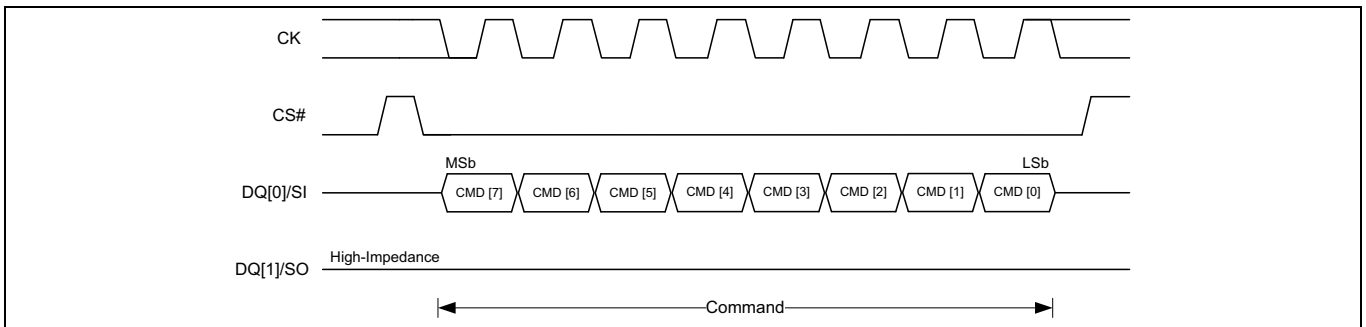 CK
CS#
MSb LSb
DQ[0]/SI CMD [7] CMD [6] CMD [5] CMD [4] CMD [3] CMD [2] CMD [1] CMD [0]
High-Impedance
DQ[1]/SO
Command